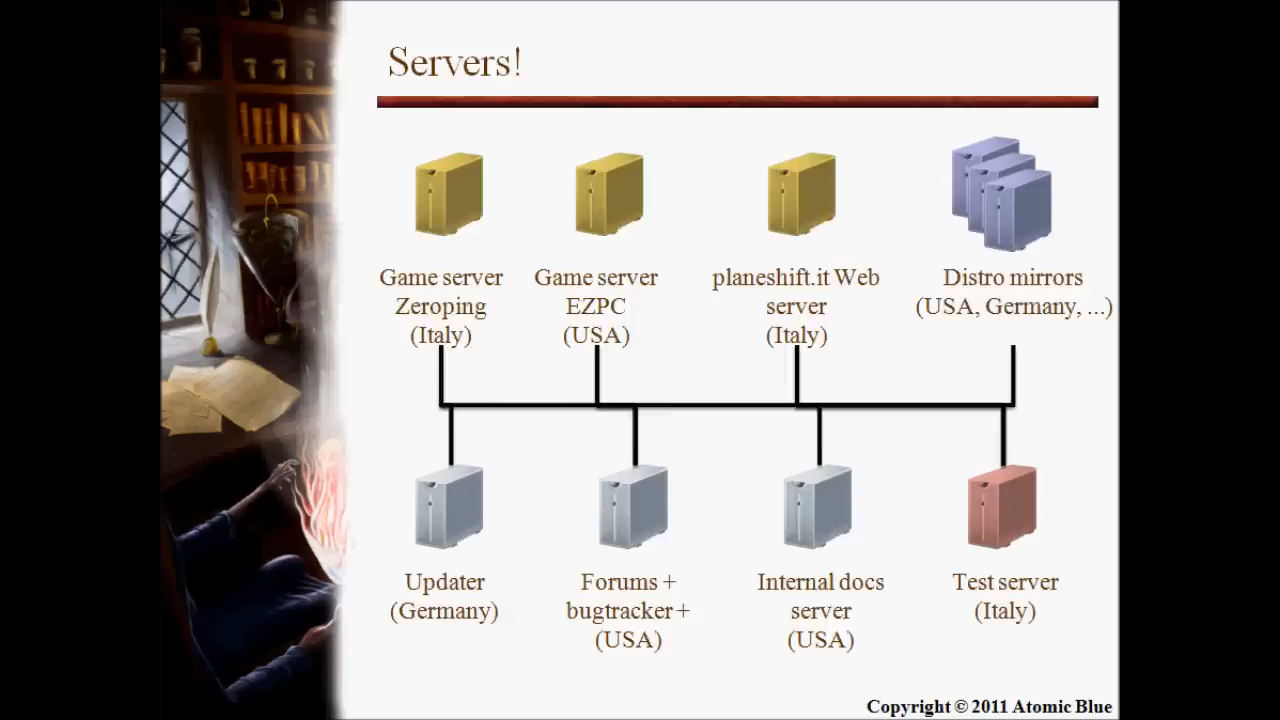 Servers!
Game server
Zeroping
(Italy)
Game server
EZPC
(USA)
planeshift.it Web
server
(Italy)
Distro mirrors
(USA, Germany, ...)
Updater
(Germany)
Forums +
bugtracker +
(USA)
Internal docs
server
(USA)
Test server
(Italy)
Copyright © 2011 Atomic Blue